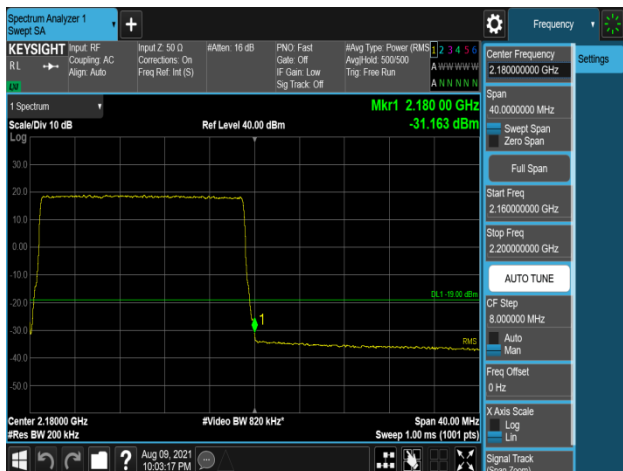 Spectrum Analyzer 1
Swept SA
+
Frequency
KEYSIGHT
RL
Input: RF
Coupling: AC
Align: Auto
Input Z: 50 Ω
Corrections: On
Freq Ref: Int (S)
#Atten: 16 dB
PNO: Fast
Gate: Off
IF Gain: Low
Sig Track: Off
#Avg Type: Power (RMS
Avg|Hold: 500/500
Trig: Free Run
1 2 3 4 5 6
A W W W W W
A N N N N N
LXI
1 Spectrum
Scale/Div 10 dB
Log
Ref Level 40.00 dBm
Mkr1 2.180 00 GHz
-31.163 dBm
30.0
20.0
10.0
0.00
-10.0
-20.0
-30.0
-40.0
-50.0
DL1 -19.00 dBm
1
RMS
Center 2.18000 GHz
#Res BW 200 kHz
#Video BW 820 kHz*
Span 40.00 MHz
Sweep 1.00 ms (1001 pts)
Aug 09, 2021
10:03:17 PM
?
Center Frequency
2.180000000 GHz
Settings
Span
40.0000000 MHz
Swept Span
Zero Span
Full Span
Start Freq
2.160000000 GHz
Stop Freq
2.200000000 GHz
AUTO TUNE
CF Step
8.000000 MHz
Auto
Man
Freq Offset
0 Hz
X Axis Scale
Log
Lin
Signal Track
(Span Zoom)